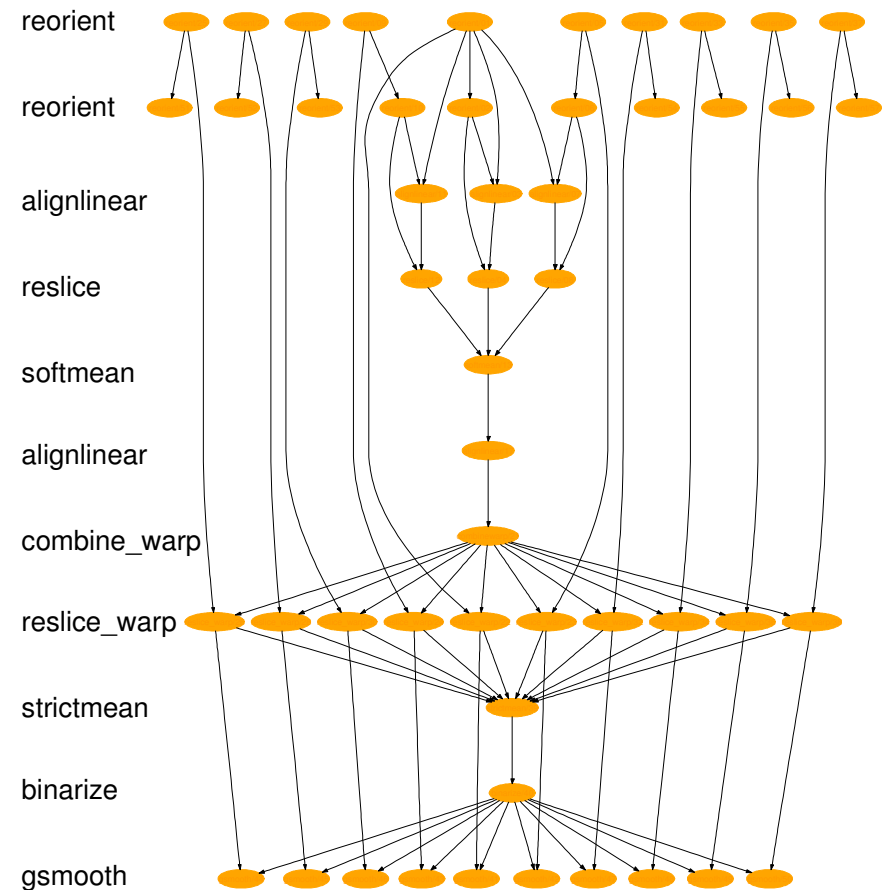 reorient
reorient
alignlinear
reslice
softmean
alignlinear
combine_warp
reslice_warp
strictmean
binarize
gsmooth